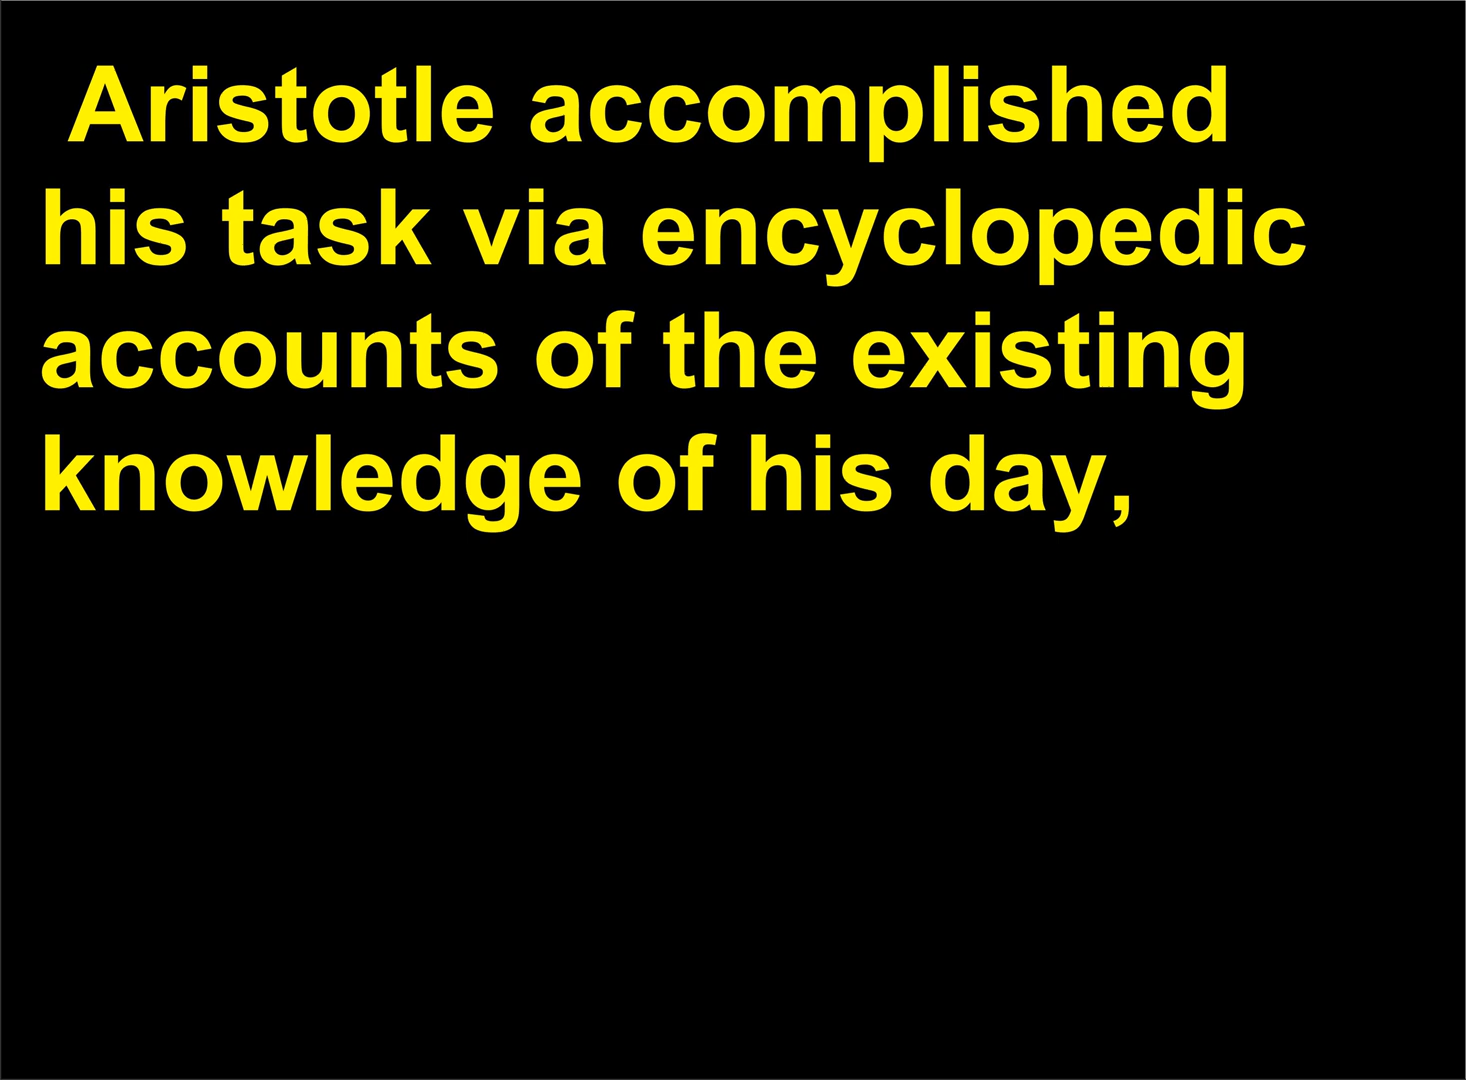 Aristotle accomplished
his task via encyclopedic
accounts of the existing
knowledge of his day,